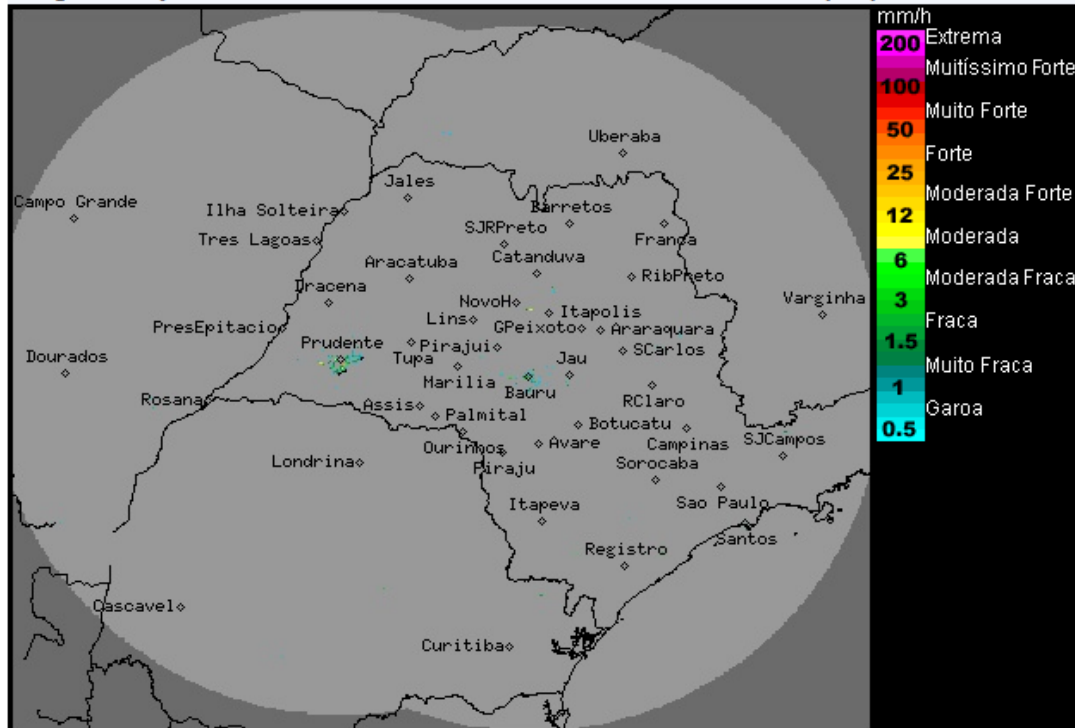 mm/h
200 Extrema
Muitíssimo Forte
100
Muito Forte
50
Forte
25
Moderada Forte
12
Moderada
6
Moderada Fraca
3
Fraca
1.5
Muito Fraca
1
Garoa
0.5
Uberaba
Jales
Campo Grande
Ilha Solteira
Barretos
SJRPreto
Franca
Tres Lagoas
Catanduva
Aracatuba
RibPreto
Dracena
NovoH
Itapolis
Varginha
Lins
GPeixoto
Araraquara
PresEpitacio
Prudente
Pirajui
SCarlos
Dourados
Tupa
Jau
Marilia
Bauru
Rosana
Assis
RClaro
Palmital
Botucatu
Campinas
SJCampos
Ourinhos
Avare
Londrina
Piraju
Sorocaba
Itapeva
Sao Paulo
Santos
Registro
Cascavel
Curitiba